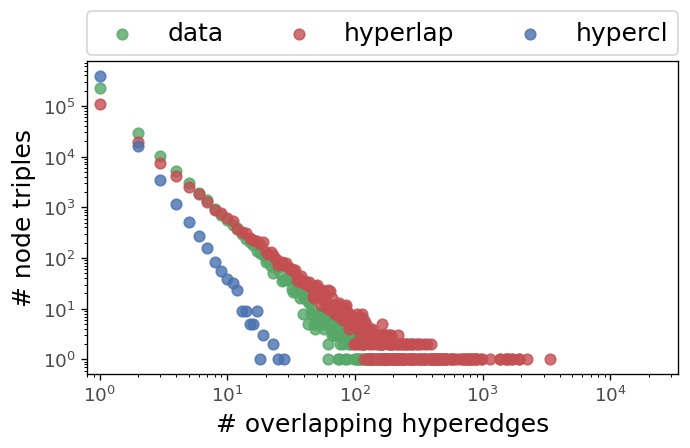 data hyperlap hypercl
10^5
10^4
10^3
10^2
10^1
10^0
# node triples
10^0 10^1 10^2 10^3 10^4
# overlapping hyperedges